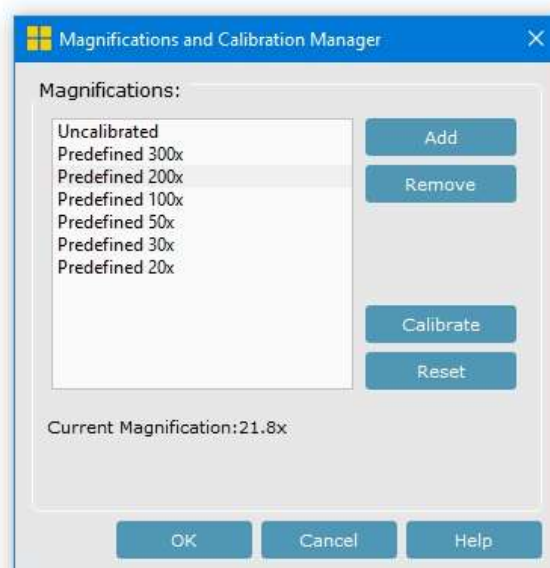 Magnifications and Calibration Manager
Magnifications:
Uncalibrated
Predefined 300x
Predefined 200x
Predefined 100x
Predefined 50x
Predefined 30x
Predefined 20x
Add
Remove
Calibrate
Reset
Current Magnification:21.8x
OK
Cancel
Help